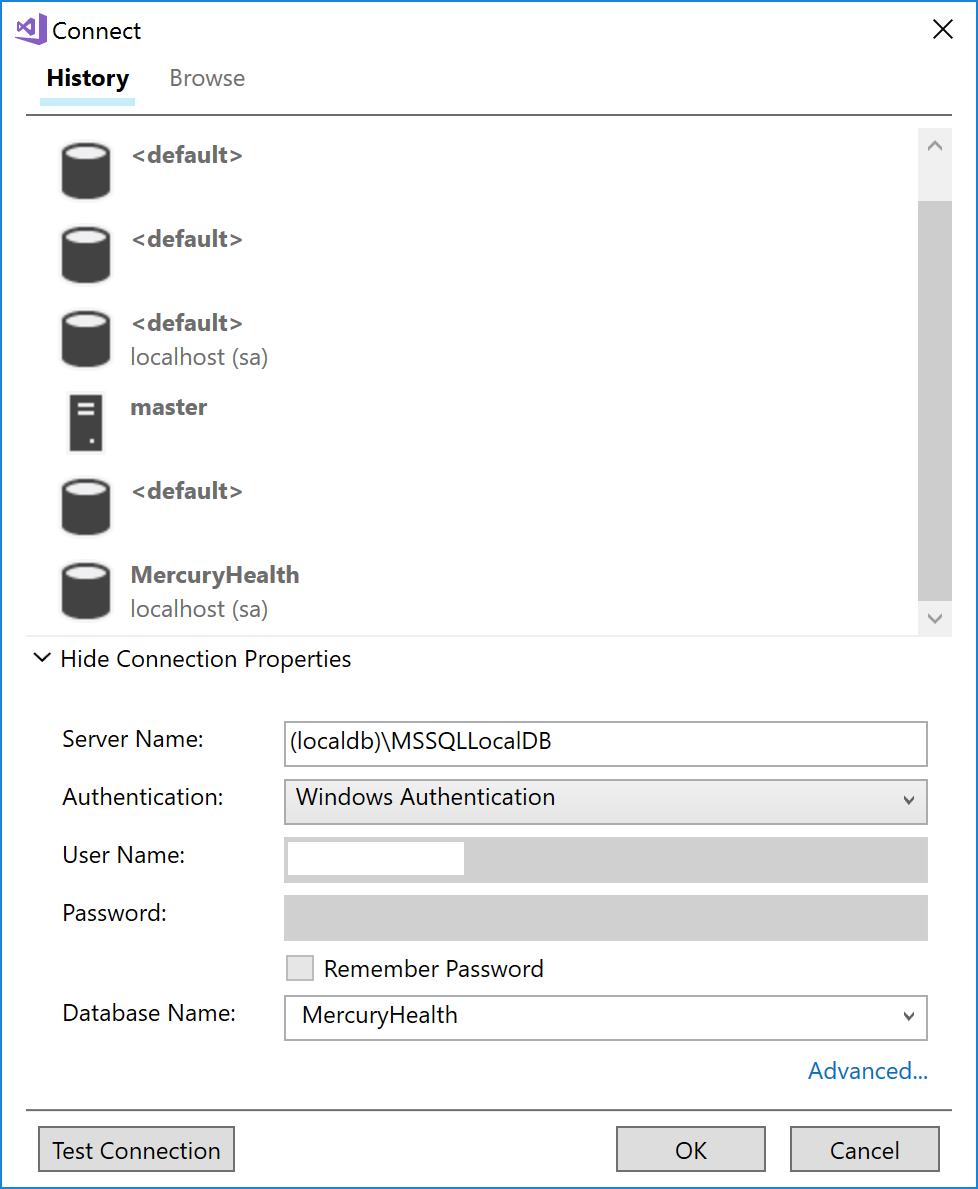 Connect
History Browse
<default>
<default>
<default>
localhost (sa)
master
<default>
MercuryHealth
localhost (sa)
Hide Connection Properties
Server Name: (localdb)\MSSQLLocalDB
Authentication: Windows Authentication
User Name:
Password:
Remember Password
Database Name: MercuryHealth
Advanced...
Test Connection OK Cancel